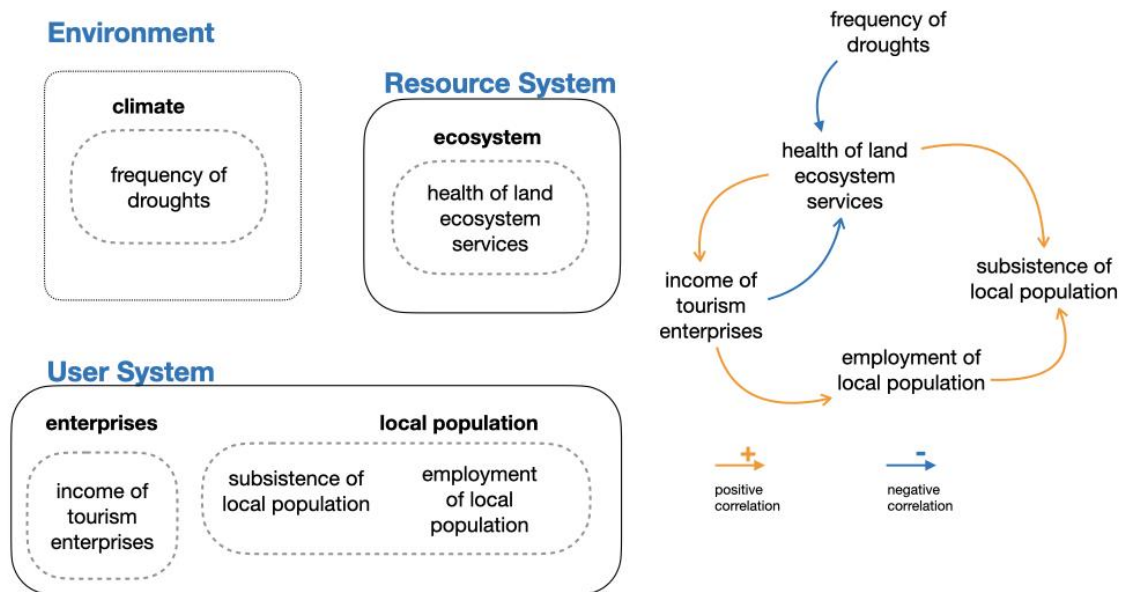 Environment
climate
frequency of
droughts
Resource System
ecosystem
health of land
ecosystem
services
User System
enterprises
income of
tourism
enterprises
local population
subsistence of
local population
employment
of local
population
frequency of
droughts
health of land
ecosystem
services
income of
tourism
enterprises
subsistence of
local population
employment of
local population
+
positive
correlation
-
negative
correlation